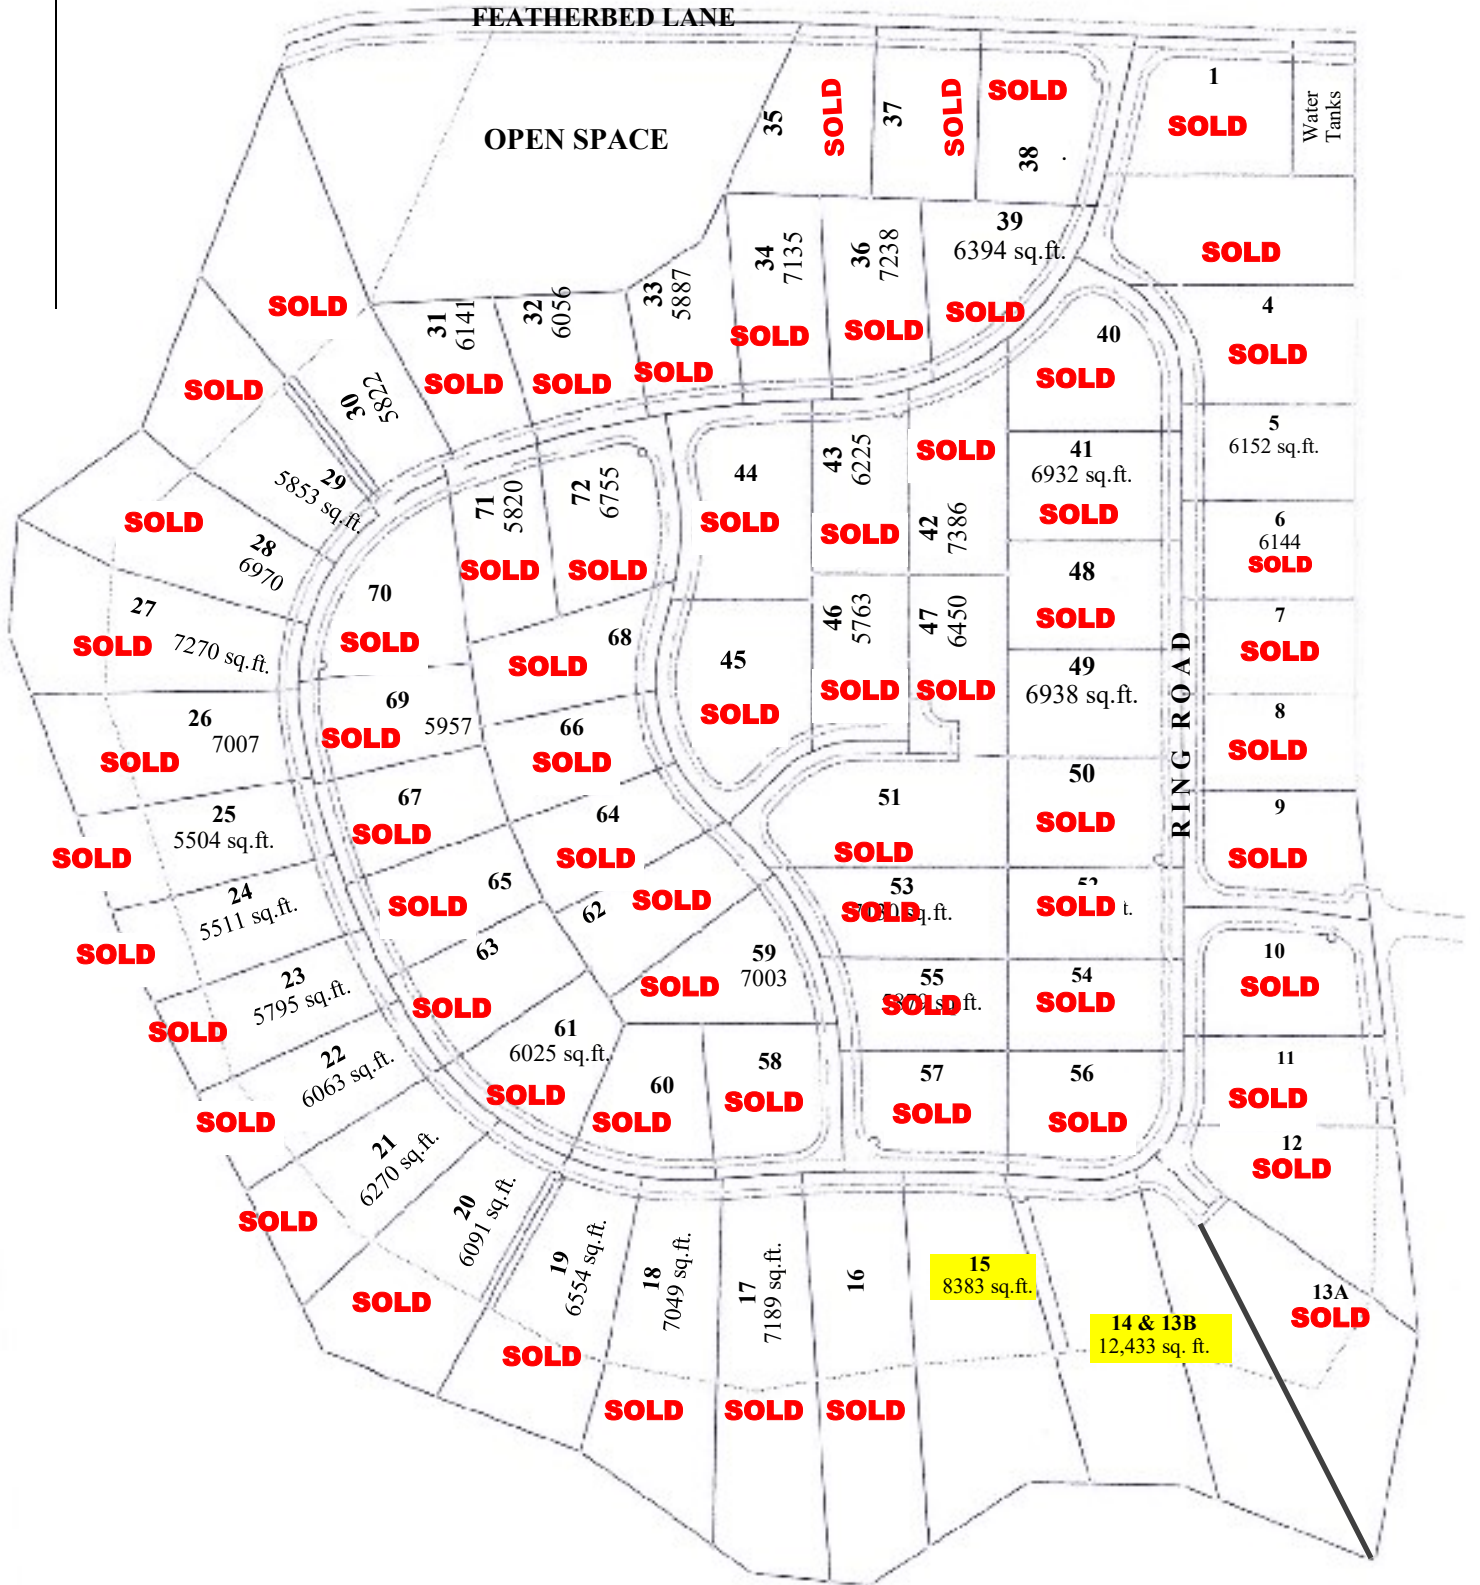 FEATHERBED LANE
OPEN SPACE
35
SOLD
37
SOLD
SOLD
38
1
SOLD
Water
Tanks
SOLD
39
6394 sq.ft.
SOLD
34
7135
SOLD
36
7238
SOLD
33
5887
SOLD
32
6056
SOLD
31
6141
SOLD
SOLD
30
5822
SOLD
29
5853 sq.ft.
SOLD
28
6970
27
SOLD
7270 sq.ft.
26
7007
SOLD
25
5504 sq.ft.
SOLD
24
5511 sq.ft.
SOLD
23
5795 sq.ft.
SOLD
22
6063 sq.ft.
SOLD
21
6270 sq.ft.
SOLD
20
6091 sq.ft.
SOLD
19
6554 sq.ft.
SOLD
18
7049 sq.ft.
SOLD
17
7189 sq.ft.
SOLD
16
SOLD
15
8383 sq.ft.
14 & 13B
12,433 sq. ft.
13A
SOLD
12
SOLD
11
SOLD
10
SOLD
9
SOLD
8
SOLD
7
SOLD
6
6144
SOLD
5
6152 sq.ft.
4
SOLD
RING ROAD
40
SOLD
41
6932 sq.ft.
SOLD
SOLD
42
7386
43
6225
SOLD
44
SOLD
45
SOLD
46
5763
SOLD
47
6450
SOLD
48
SOLD
49
6938 sq.ft.
50
SOLD
51
SOLD
SOLD
t.
53
SOLD
sq.ft.
54
SOLD
55
SOLD
ft.
56
SOLD
57
SOLD
58
SOLD
59
7003
SOLD
60
SOLD
61
6025 sq.ft.
SOLD
62
SOLD
63
SOLD
64
SOLD
65
SOLD
66
SOLD
67
SOLD
68
SOLD
69
5957
SOLD
70
SOLD
71
5820
SOLD
72
6755
SOLD